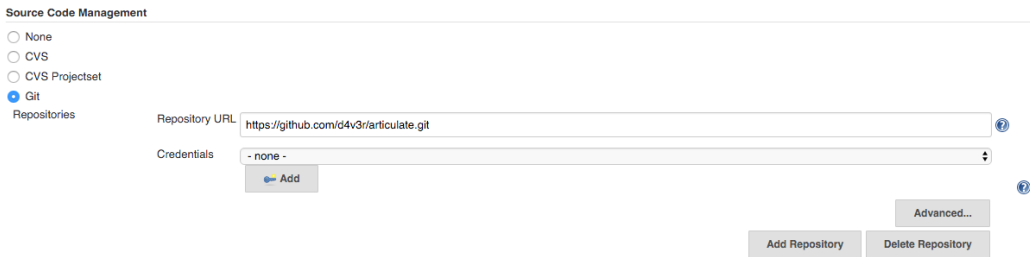 Source Code Management
None
CVS
CVS Projectset
Git
Repositories
Repository URL
https://github.com/d4v3r/articulate.git
Credentials
- none -
Add
Advanced...
Add Repository
Delete Repository